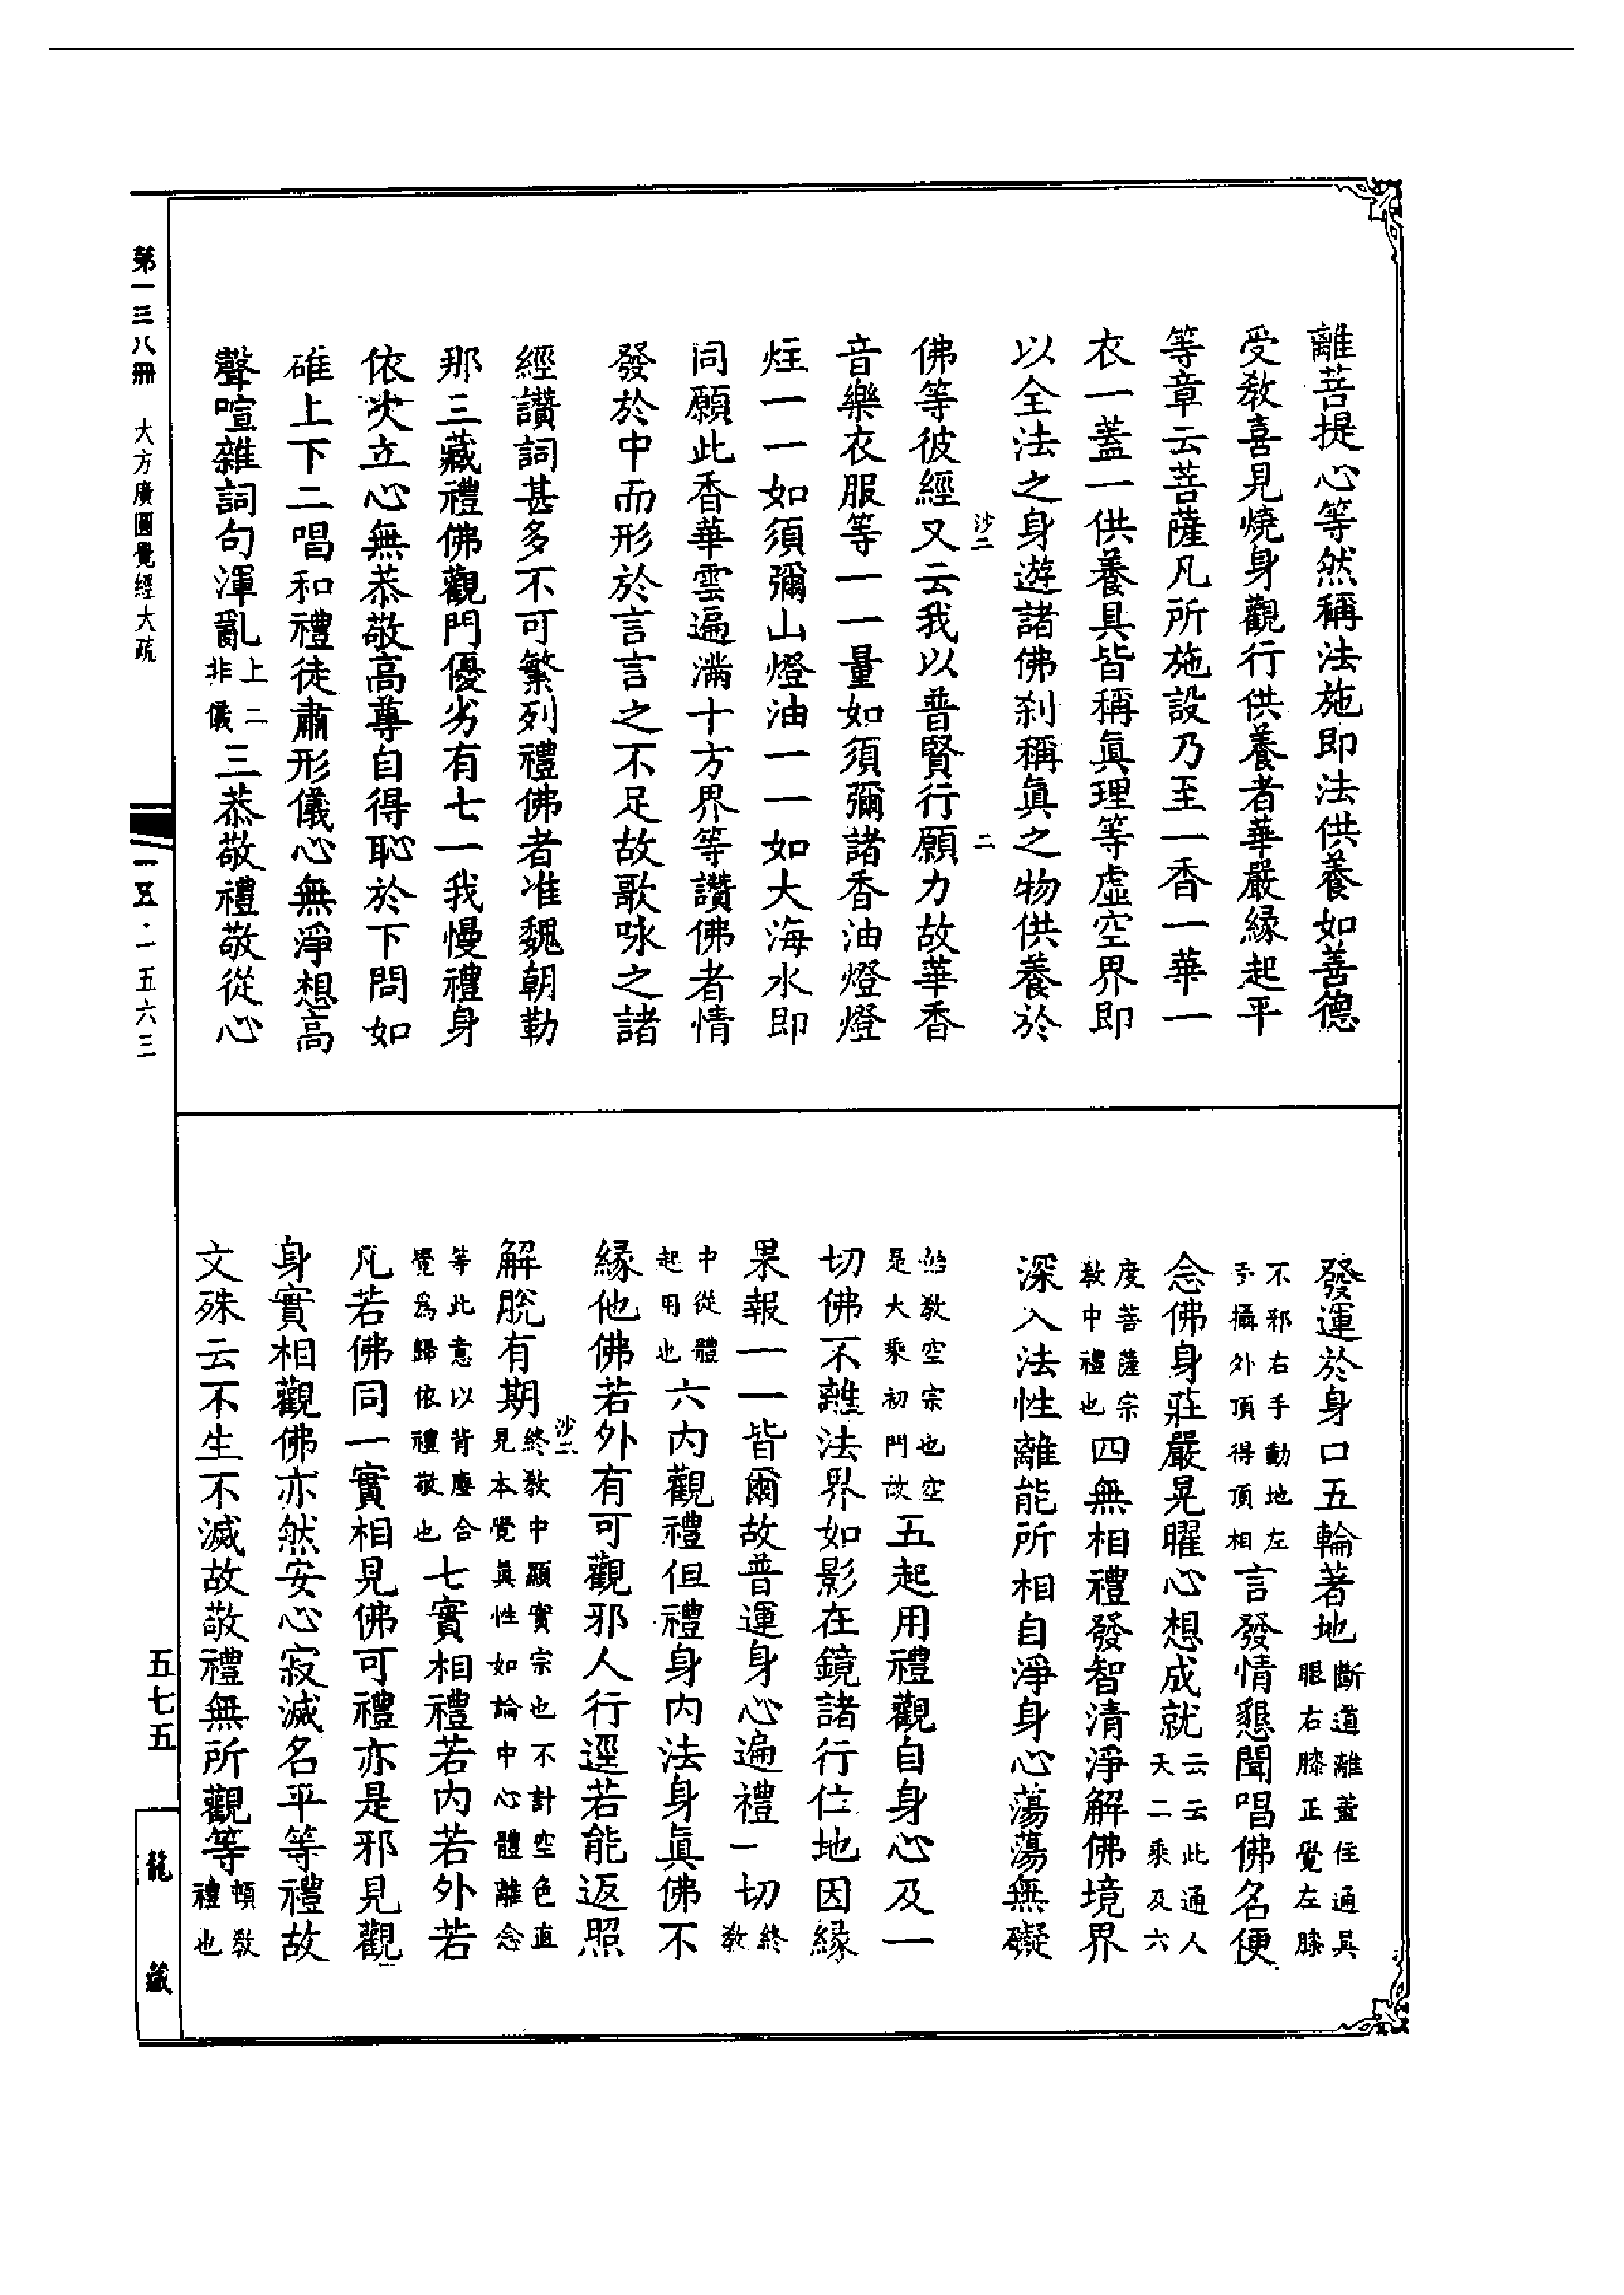 離菩提心等然稱法施即法供養如善德
受教喜見燒身觀行供養者華嚴緣起平
等章云菩薩凡所施設乃至一香一華一
衣一蓋一供養具皆稱眞理等虛空界即
以全法之身遊諸佛刹稱眞之物供養於
沙二 二
佛等彼經又云我以普賢行願力故華香
音樂衣服等一一量如須彌諸香油燈燈
炷一一如須彌山燈油一一如大海水即
同願此香華雲遍滿十方界等讚佛者情
發於中而形於言言之不足故歌咏之諸
經讚詞甚多不可繁列禮佛者准魏朝勒
那三藏禮佛觀門優劣有七一我慢禮身
依次立心無恭敬高尊自得恥於下問如
碓上下二唱和禮徒肅形儀心無淨想高
聲喧雜詞句渾亂上二非儀三恭敬禮敬從心
發運於身口五輪著地斷道離蓋住通具眼右膝正覺左膝
不邪右手動地左手攝外頂得頂相言發情懇聞唱佛名便
念佛身莊嚴晃曜心想成就云云此通人天二乘及六
度菩薩宗教中禮也四無相禮發智清淨解佛境界
深入法性離能所相自淨身心蕩蕩無礙
始教空宗也空是大乘初門故五起用禮觀自身心及一
切佛不離法界如影在鏡諸行位地因緣
果報一一皆爾故普運身心遍禮一切終教
中從體起用也六內觀禮但禮身內法身眞佛不
緣他佛若外有可觀邪人行逕若能返照
沙二
解脫有期終教中顯實宗也不計空色直見本覺眞性如論中心體離念
等此意以背塵合覺爲歸依禮敬也七實相禮若內若外若
凡若佛同一實相見佛可禮亦是邪見觀
身實相觀佛亦然安心寂滅名平等禮故
文殊云不生不滅故敬禮無所觀等頓教禮也
第一三八冊 大方廣圓覺經大疏
一五·一五六三
五七五
龍藏